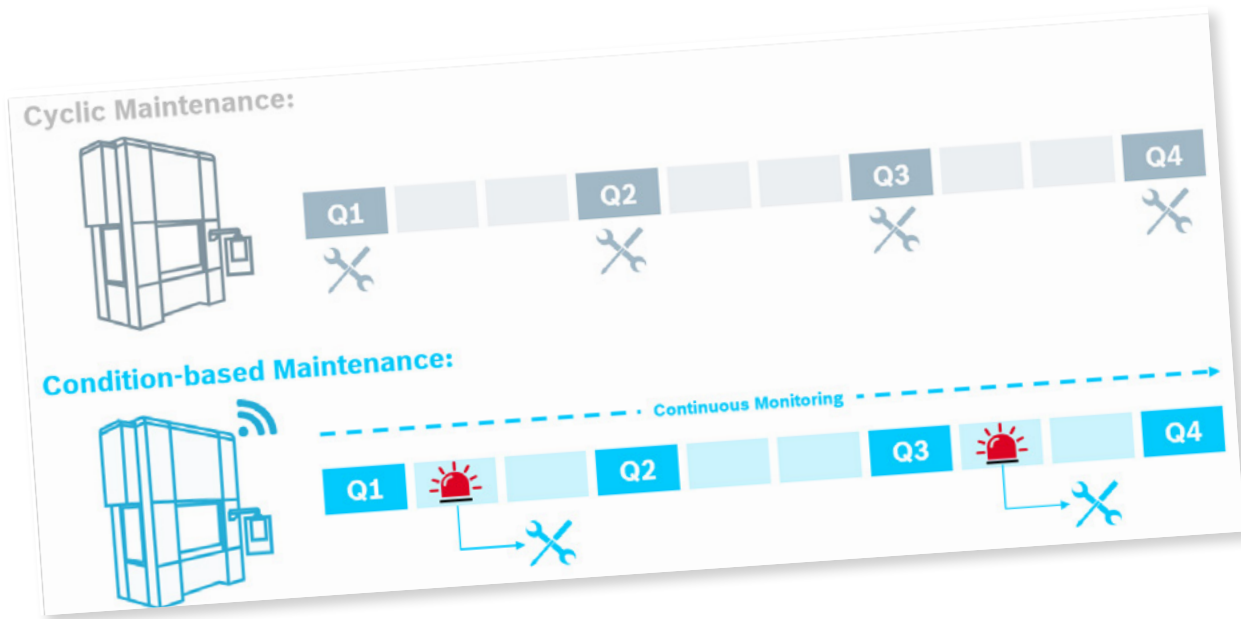 Cyclic Maintenance:
Q1 Q2 Q3 Q4
Condition-based Maintenance:
Continuous Monitoring
Q1 Q2 Q3 Q4